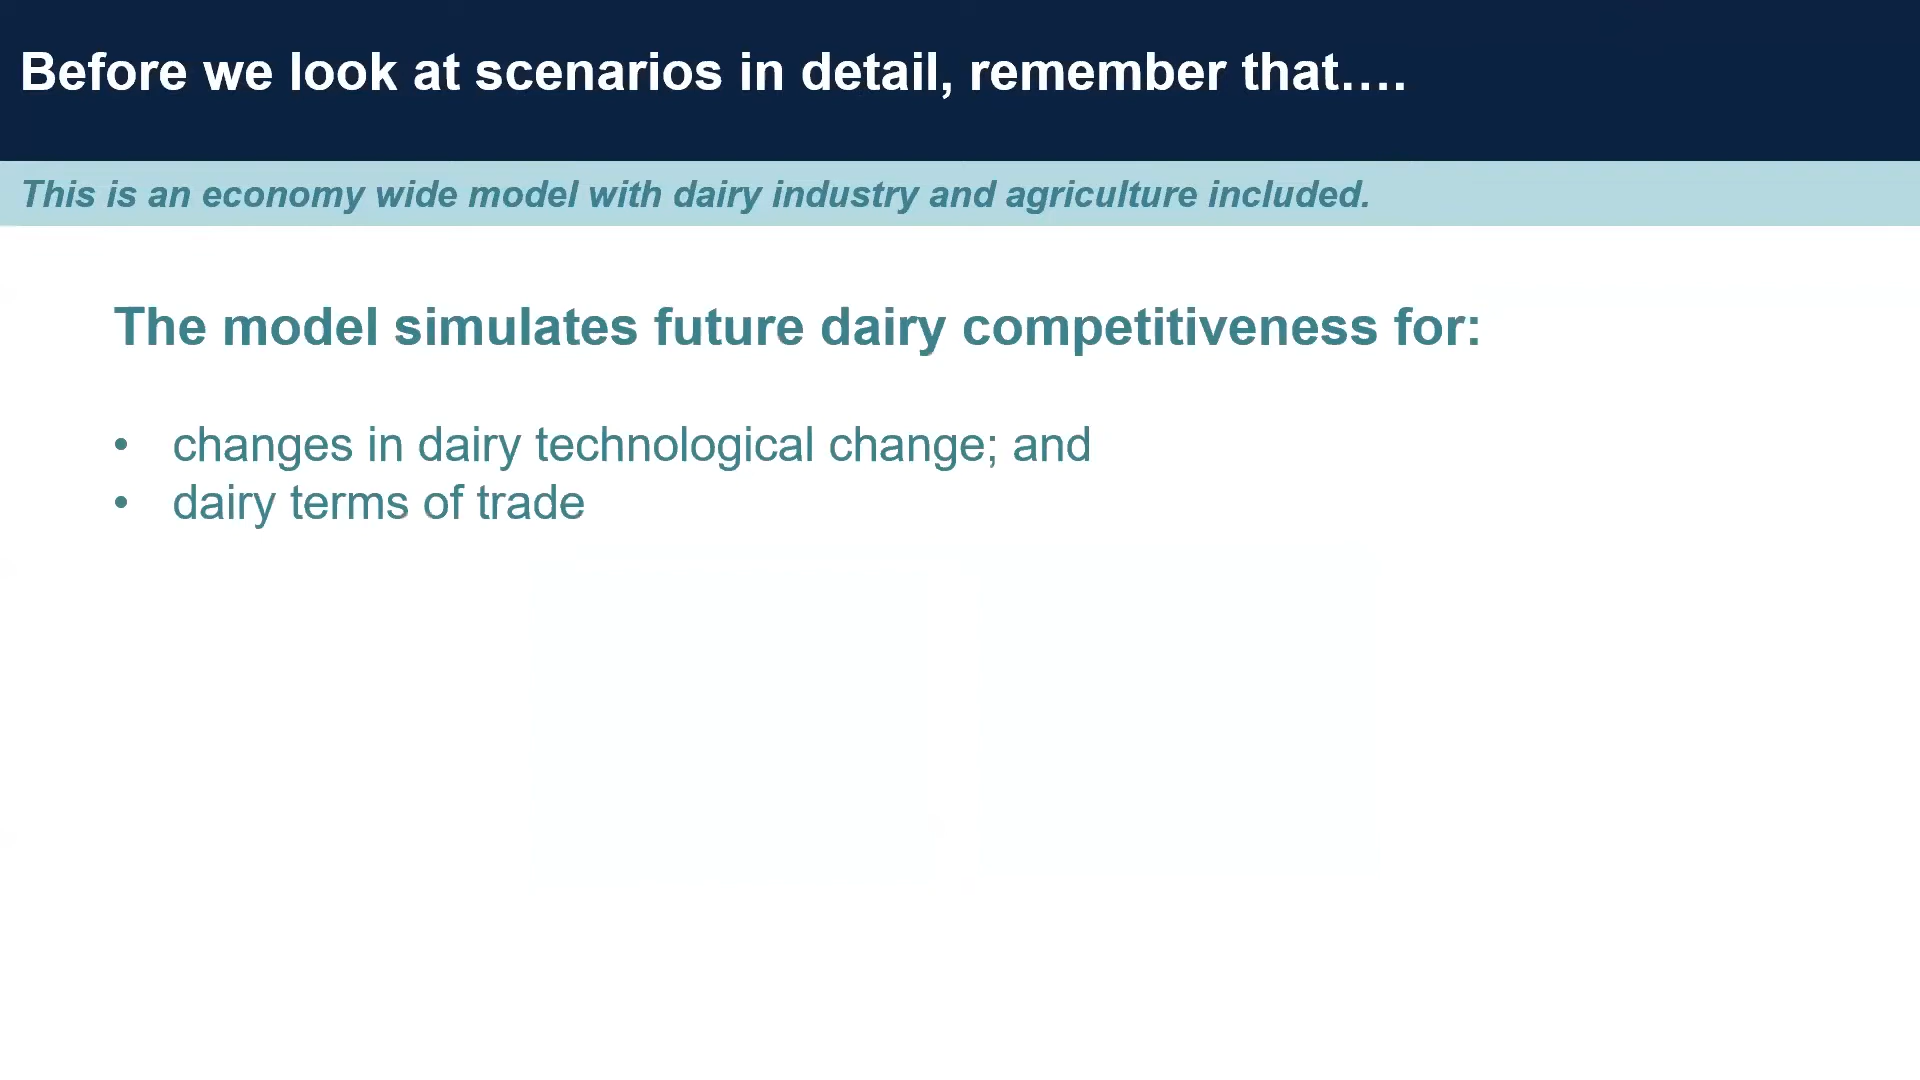 Before we look at scenarios in detail, remember that….
This is an economy wide model with dairy industry and agriculture included.
The model simulates future dairy competitiveness for:
• changes in dairy technological change; and
• dairy terms of trade